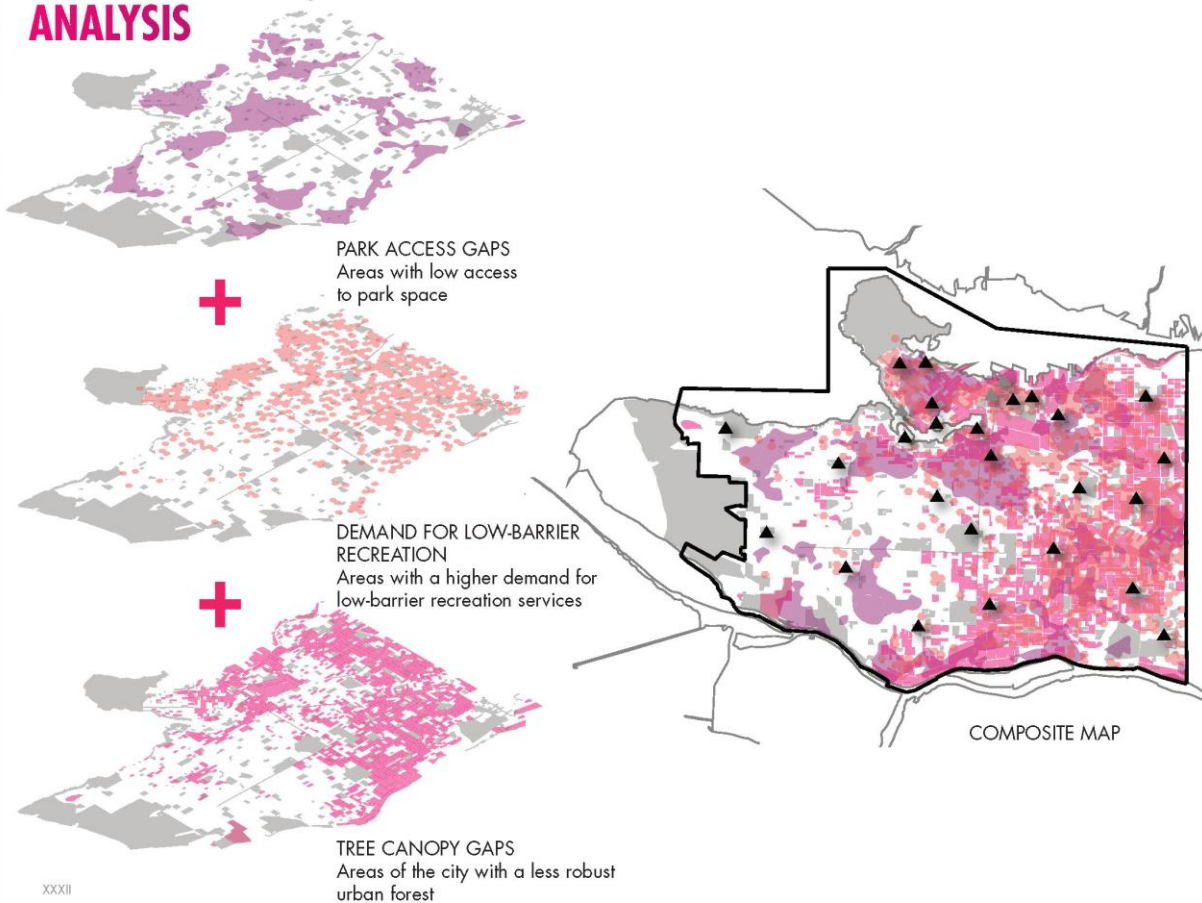 ANALYSIS
PARK ACCESS GAPS
Areas with low access
to park space
+
DEMAND FOR LOW-BARRIER
RECREATION
Areas with a higher demand for
low-barrier recreation services
+
TREE CANOPY GAPS
Areas of the city with a less robust
urban forest
COMPOSITE MAP
XXXII